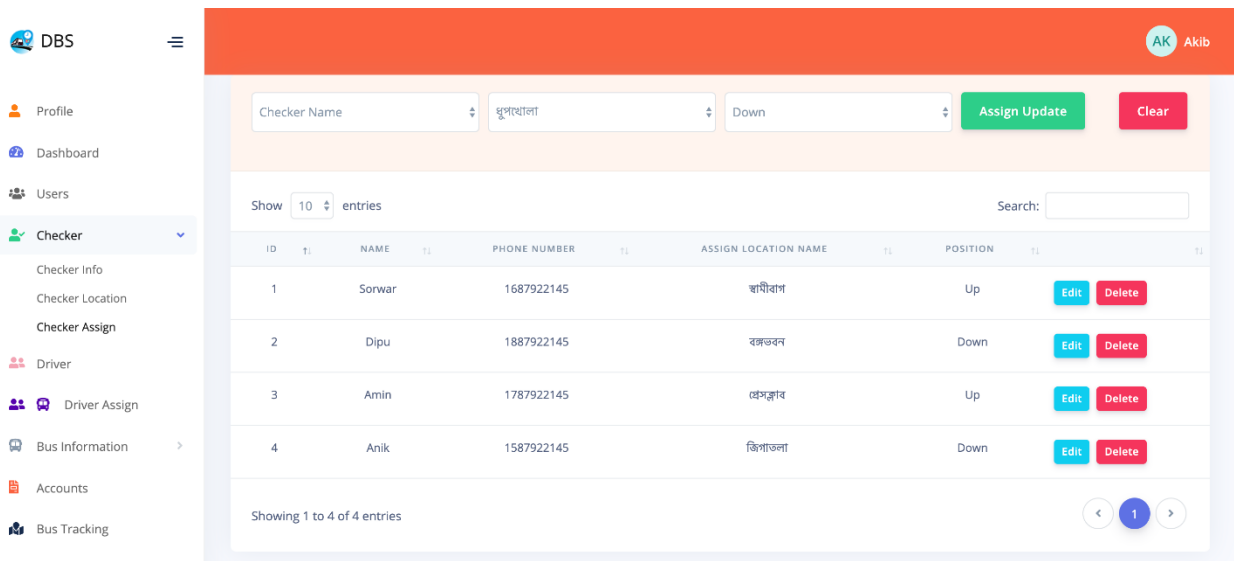 DBS
AK Akib
Profile
Dashboard
Users
Checker
Checker Info
Checker Location
Checker Assign
Driver
Driver Assign
Bus Information
Accounts
Bus Tracking
Checker Name ধুপখোলা Down Assign Update Clear
Show 10 entries Search:
ID NAME PHONE NUMBER ASSIGN LOCATION NAME POSITION
1 Sorwar 1687922145 স্বামীবাগ Up Edit Delete
2 Dipu 1887922145 বঙ্গভবন Down Edit Delete
3 Amin 1787922145 প্রেসক্লাব Up Edit Delete
4 Anik 1587922145 জিগাতলা Down Edit Delete
Showing 1 to 4 of 4 entries 1